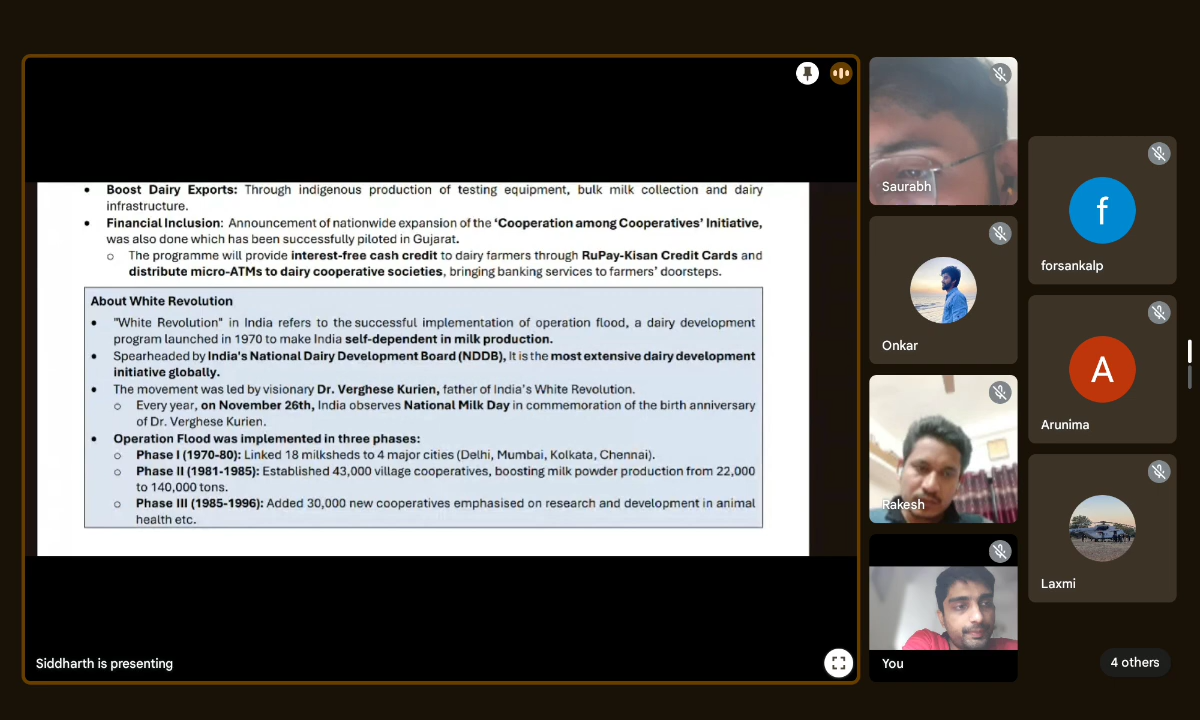 • Boost Dairy Exports: Through indigenous production of testing equipment, bulk milk collection and dairy
infrastructure.
• Financial Inclusion: Announcement of nationwide expansion of the ‘Cooperation among Cooperatives’ Initiative,
was also done which has been successfully piloted in Gujarat.
○ The programme will provide interest-free cash credit to dairy farmers through RuPay-Kisan Credit Cards and
distribute micro-ATMs to dairy cooperative societies, bringing banking services to farmers’ doorsteps.
About White Revolution
• "White Revolution" in India refers to the successful implementation of operation flood, a dairy development
program launched in 1970 to make India self-dependent in milk production.
• Spearheaded by India's National Dairy Development Board (NDDB), It is the most extensive dairy development
initiative globally.
• The movement was led by visionary Dr. Verghese Kurien, father of India's White Revolution.
○ Every year, on November 26th, India observes National Milk Day in commemoration of the birth anniversary
of Dr. Verghese Kurien.
• Operation Flood was implemented in three phases:
○ Phase I (1970-80): Linked 18 milksheds to 4 major cities (Delhi, Mumbai, Kolkata, Chennai).
○ Phase II (1981-1985): Established 43,000 village cooperatives, boosting milk powder production from 22,000
to 140,000 tons.
○ Phase III (1985-1996): Added 30,000 new cooperatives emphasised on research and development in animal
health etc.
Siddharth is presenting
Saurabh
Onkar
Rakesh
You
f
forsankalp
A
Arunima
Laxmi
4 others